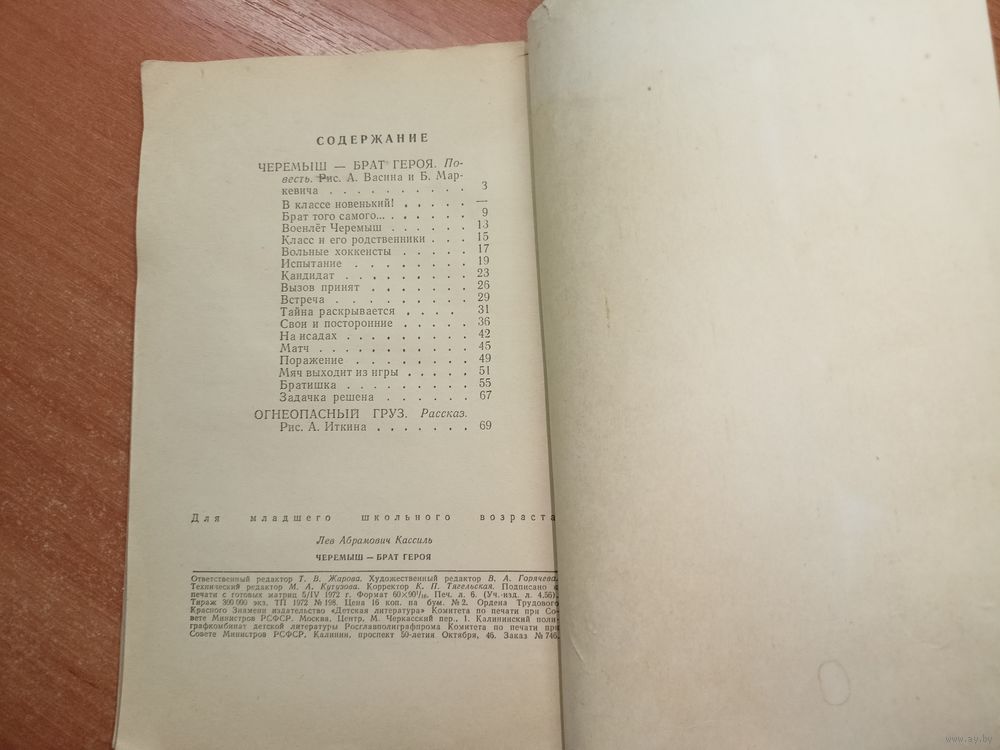 СОДЕРЖАНИЕ
ЧЕРЕМЫШ — БРАТ ГЕРОЯ. По-
весть. Рис. А. Васина и Б. Мар-
кевича . . . . . . . . . . 3
В классе новенький! . . . . . —
Брат того самого... . . . . . . 9
Военлёт Черемыш . . . . . . 13
Класс и его родственники . . . 15
Вольные хоккеисты . . . . . 17
Испытание . . . . . . . . 19
Кандидат . . . . . . . . . 23
Вызов принят . . . . . . . 26
Встреча . . . . . . . . . 29
Тайна раскрывается . . . . 31
Свои и посторонние . . . . . 36
На исадах . . . . . . . . . 42
Матч . . . . . . . . . . 45
Поражение . . . . . . . . 49
Мяч выходит из игры . . . . . 51
Братишка . . . . . . . . . 55
Задачка решена . . . . . . 67
ОГНЕОПАСНЫЙ ГРУЗ. Рассказ.
Рис. А. Иткина . . . . . . . 69
Для младшего школьного возраста
Лев Абрамович Кассиль
ЧЕРЕМЫШ — БРАТ ГЕРОЯ
Ответственный редактор Т. В. Жарова. Художественный редактор В. А. Горячева.
Технический редактор М. А. Кутузова. Корректор К. П. Тягельская. Подписано к
печати с готовых матриц 5/IV 1972 г. Формат 60×90¹/₁₆. Печ. л. 6. (Уч.-изд. л. 4,56).
Тираж 300 000 экз. ТП 1972 № 198. Цена 16 коп. на бум. № 2. Ордена Трудового
Красного Знамени издательство «Детская литература» Комитета по печати при Со-
вете Министров РСФСР. Москва, Центр, М. Черкасский пер., 1. Калининский поли-
графкомбинат детской литературы Росглавполиграфпрома Комитета по печати при
Совете Министров РСФСР. Калинин, проспект 50-летия Октября, 46. Заказ № 746.
www.ay.by